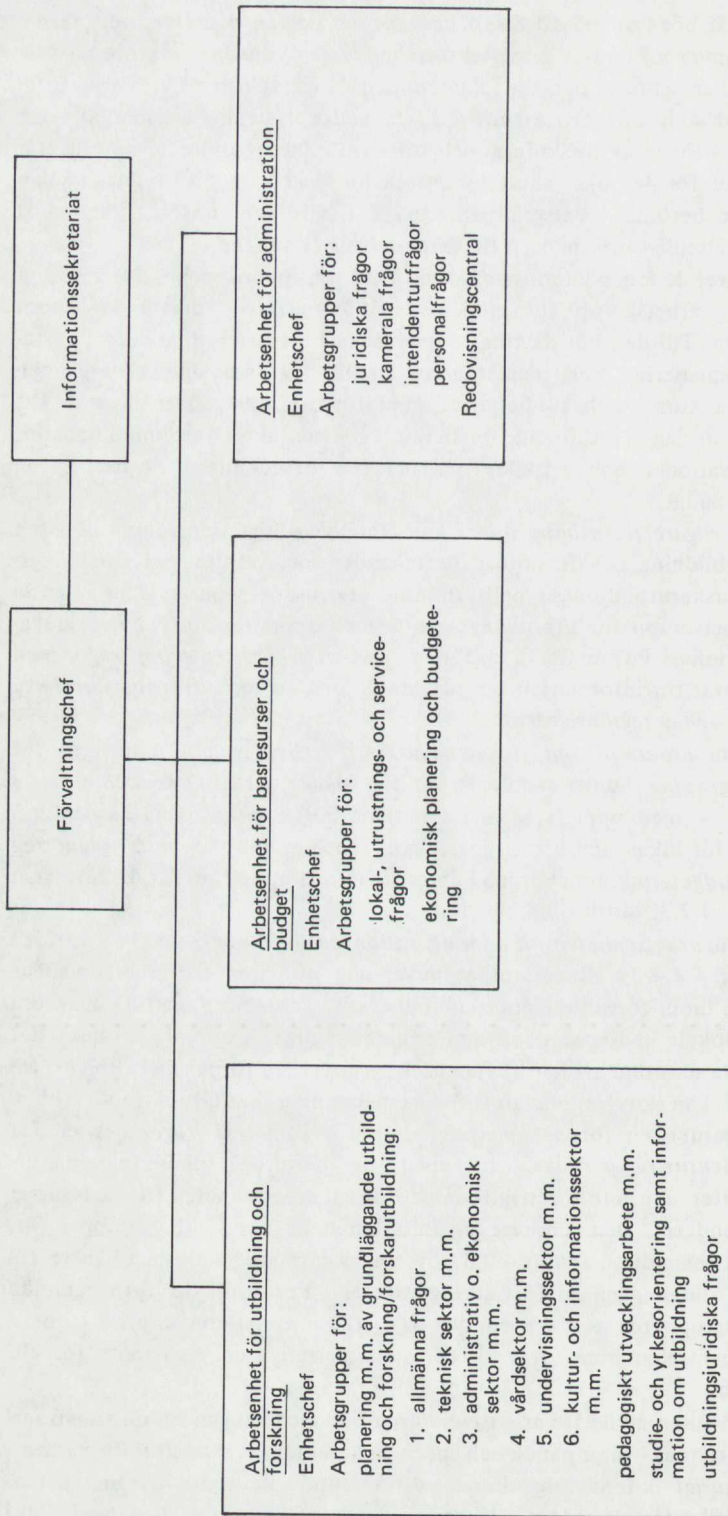 Förvaltningschef
Informationssekretariat
Arbetsenhet för utbildning och
forskning
Enhetschef
Arbetsgrupper för:
planering m.m. av grundläggande utbild-
ning och forskning/forskarutbildning:
1. allmänna frågor
2. teknisk sektor m.m.
3. administrativ o. ekonomisk
sektor m.m.
4. vårdsektor m.m.
5. undervisningssektor m.m.
6. kultur- och informationssektor
m.m.
pedagogiskt utvecklingsarbete m.m.
studie- och yrkesorientering samt infor-
mation om utbildning
utbildningsjuridiska frågor
Arbetsenhet för basresurser och
budget
Enhetschef
Arbetsgrupper för:
lokal-, utrustnings- och service-
frågor
ekonomisk planering och budgete-
ring
Arbetsenhet för administration
Enhetschef
Arbetsgrupper för:
juridiska frågor
kamerala frågor
intendenturfrågor
personalfrågor
Redovisningscentral